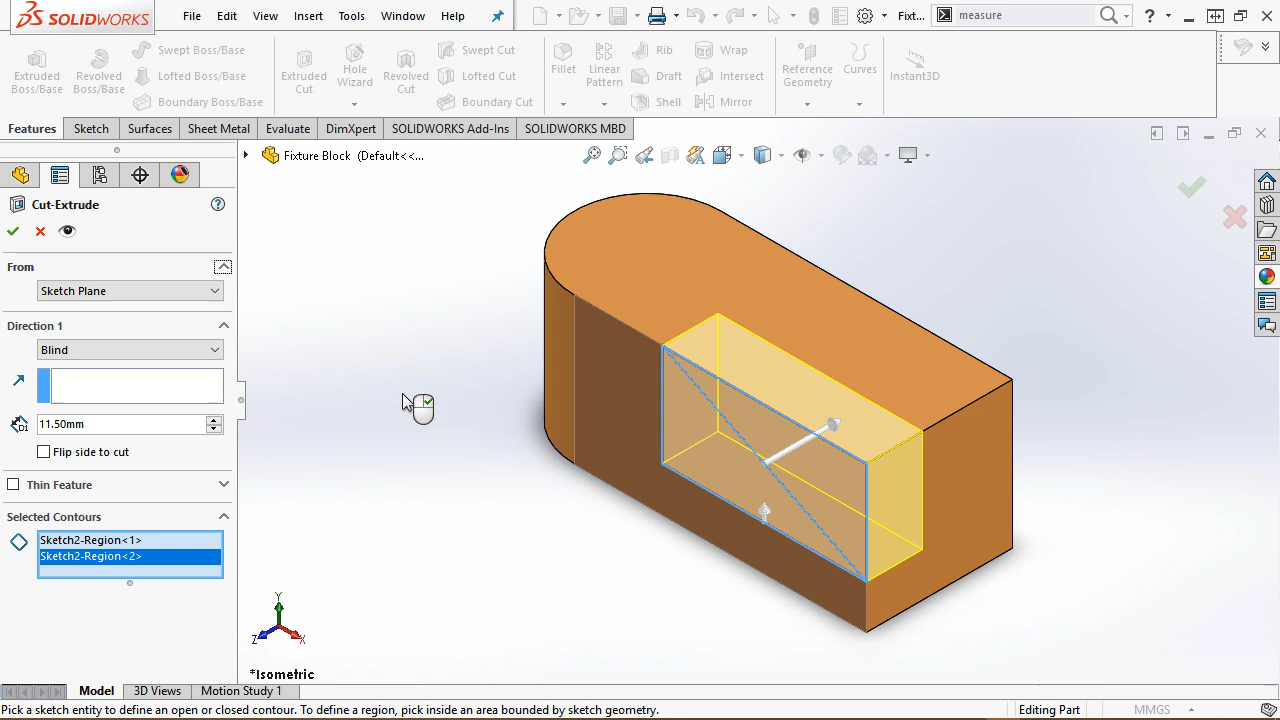 SOLIDWORKS
File Edit View Insert Tools Window Help
Fixt...
measure
Extruded Boss/Base
Revolved Boss/Base
Swept Boss/Base
Lofted Boss/Base
Boundary Boss/Base
Extruded Cut
Hole Wizard
Revolved Cut
Swept Cut
Lofted Cut
Boundary Cut
Fillet
Linear Pattern
Rib
Draft
Shell
Wrap
Intersect
Mirror
Reference Geometry
Curves
Instant3D
Features Sketch Surfaces Sheet Metal Evaluate DimXpert SOLIDWORKS Add-Ins SOLIDWORKS MBD
Fixture Block (Default<<...
Cut-Extrude
From
Sketch Plane
Direction 1
Blind
D1
11.50mm
Flip side to cut
Thin Feature
Selected Contours
Sketch2-Region<1>
Sketch2-Region<2>
Y
Z
X
*Isometric
Model 3D Views Motion Study 1
Pick a sketch entity to define an open or closed contour. To define a region, pick inside an area bounded by sketch geometry.
Editing Part
MMGS